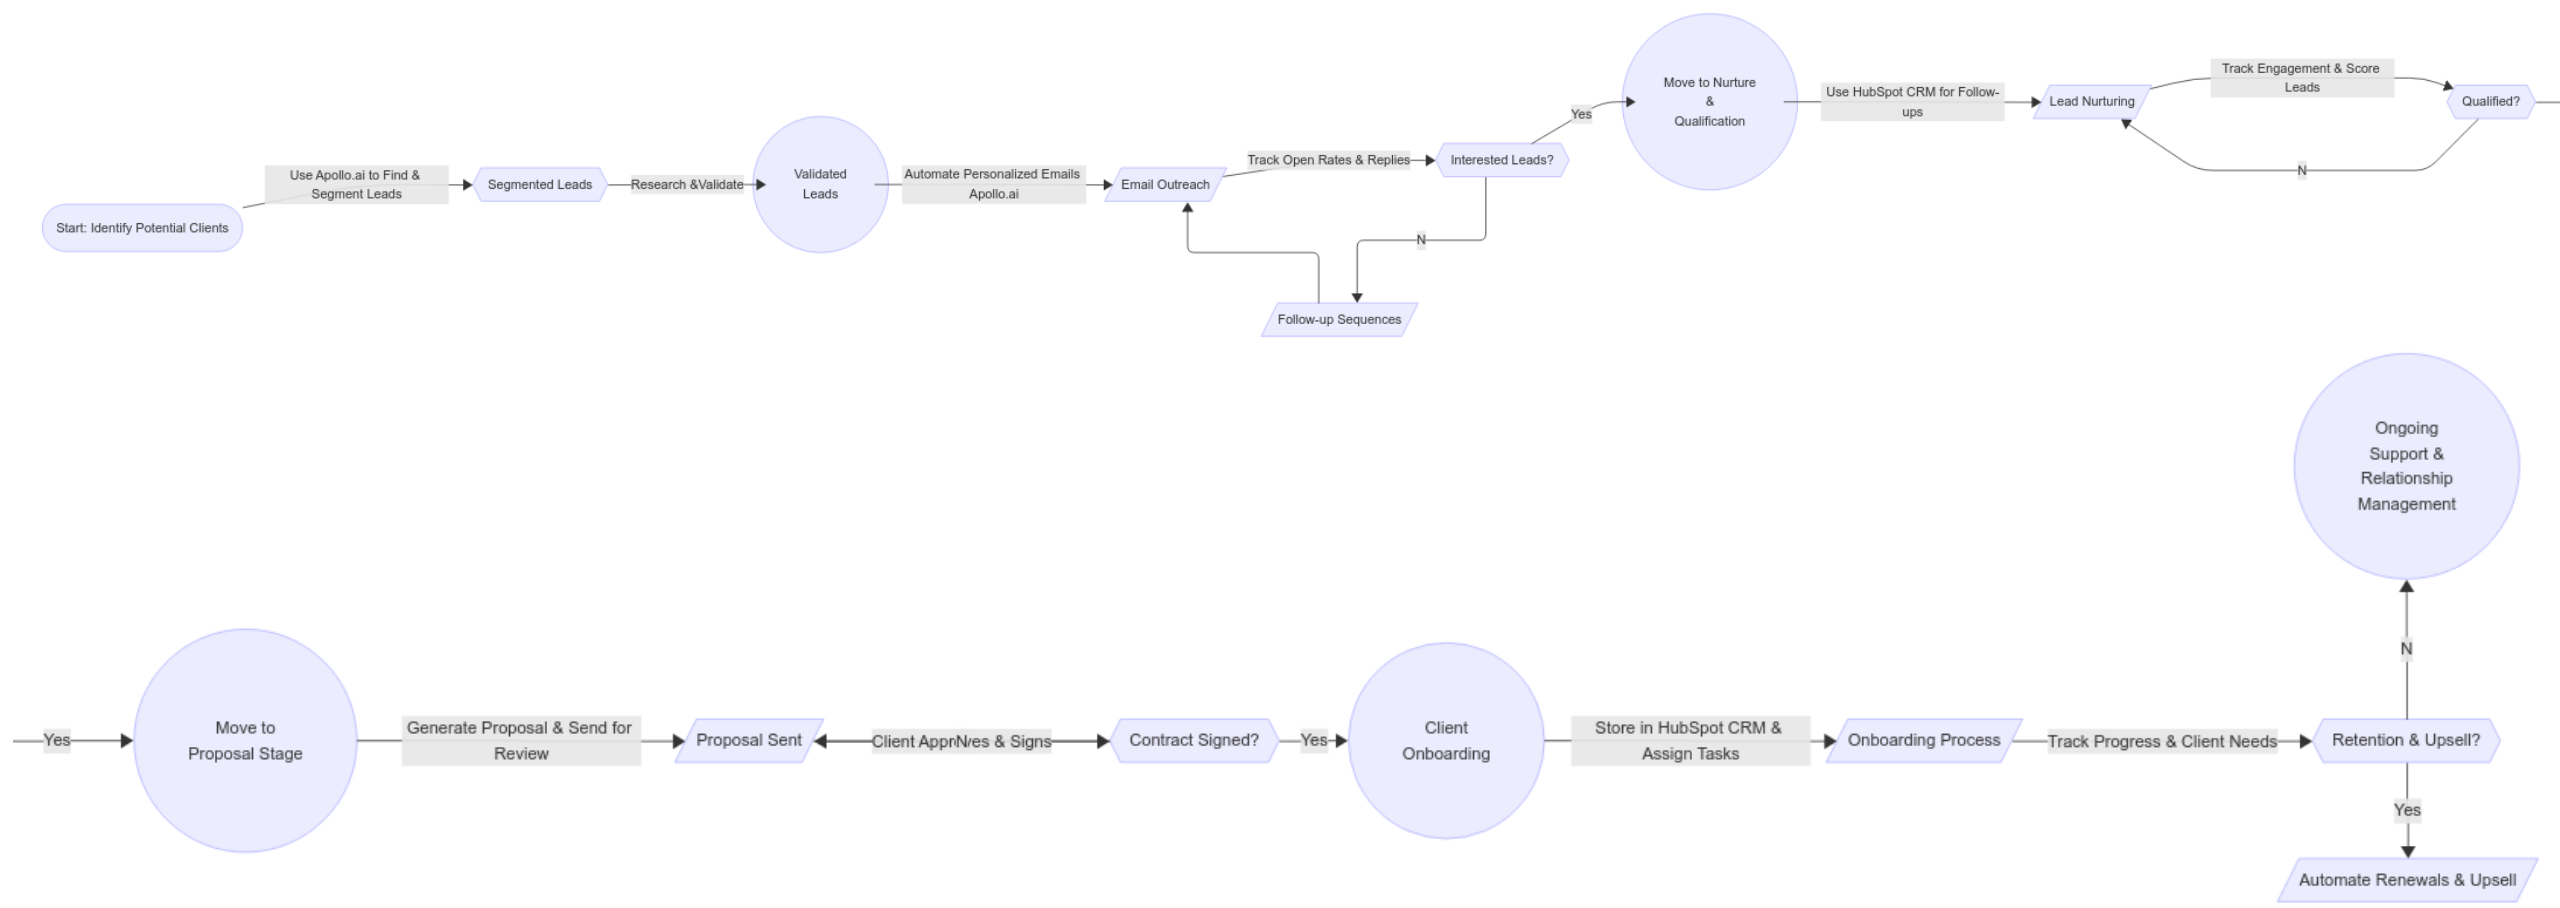 Start: Identify Potential Clients
Use Apollo.ai to Find &
Segment Leads
Segmented Leads
Research &Validate
Validated
Leads
Automate Personalized Emails
Apollo.ai
Email Outreach
Track Open Rates & Replies
Interested Leads?
N
Follow-up Sequences
Yes
Move to Nurture
&
Qualification
Use HubSpot CRM for Follow-
ups
Lead Nurturing
Track Engagement & Score
Leads
Qualified?
N
Yes
Move to
Proposal Stage
Generate Proposal & Send for
Review
Proposal Sent
Client & Signs
Contract Signed?
Yes
Client
Onboarding
Store in HubSpot CRM &
Assign Tasks
Onboarding Process
Track Progress & Client Needs
Retention & Upsell?
N
Ongoing
Support &
Relationship
Management
Yes
Automate Renewals & Upsell